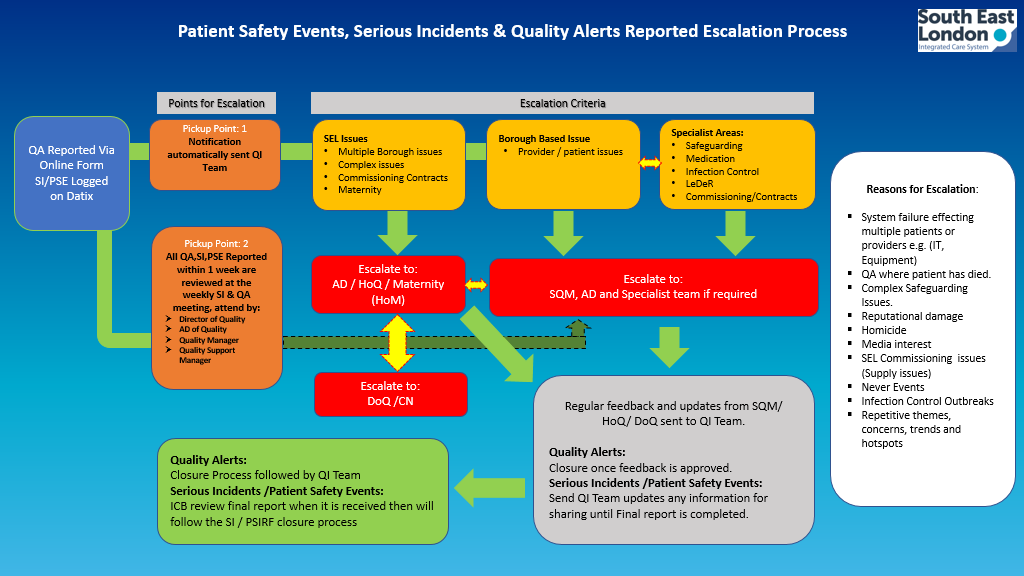 Patient Safety Events, Serious Incidents & Quality Alerts Reported Escalation Process
South East
London
Integrated Care System
Points for Escalation
Escalation Criteria
QA Reported Via
Online Form
SI/PSE Logged
on Datix
Pickup Point: 1
Notification
automatically sent QI
Team
SEL Issues
• Multiple Borough issues
• Complex issues
• Commissioning Contracts
• Maternity
Borough Based Issue
• Provider / patient issues
Specialist Areas:
• Safeguarding
• Medication
• Infection Control
• LeDeR
• Commissioning/Contracts
Pickup Point: 2
All QA,SI,PSE Reported
within 1 week are
reviewed at the
weekly SI & QA
meeting, attend by:
➢ Director of Quality
➢ AD of Quality
➢ Quality Manager
➢ Quality Support
Manager
Escalate to:
AD / HoQ / Maternity
(HoM)
Escalate to:
SQM, AD and Specialist team if required
Escalate to:
DoQ /CN
Regular feedback and updates from SQM/
HoQ/ DoQ sent to QI Team.
Quality Alerts:
Closure once feedback is approved.
Serious Incidents /Patient Safety Events:
Send QI Team updates any information for
sharing until Final report is completed.
Quality Alerts:
Closure Process followed by QI Team
Serious Incidents /Patient Safety Events:
ICB review final report when it is received then will
follow the SI / PSIRF closure process
Reasons for Escalation:
▪ System failure effecting
multiple patients or
providers e.g. (IT,
Equipment)
▪ QA where patient has died.
▪ Complex Safeguarding
Issues.
▪ Reputational damage
▪ Homicide
▪ Media interest
▪ SEL Commissioning issues
(Supply issues)
▪ Never Events
▪ Infection Control Outbreaks
▪ Repetitive themes,
concerns, trends and
hotspots